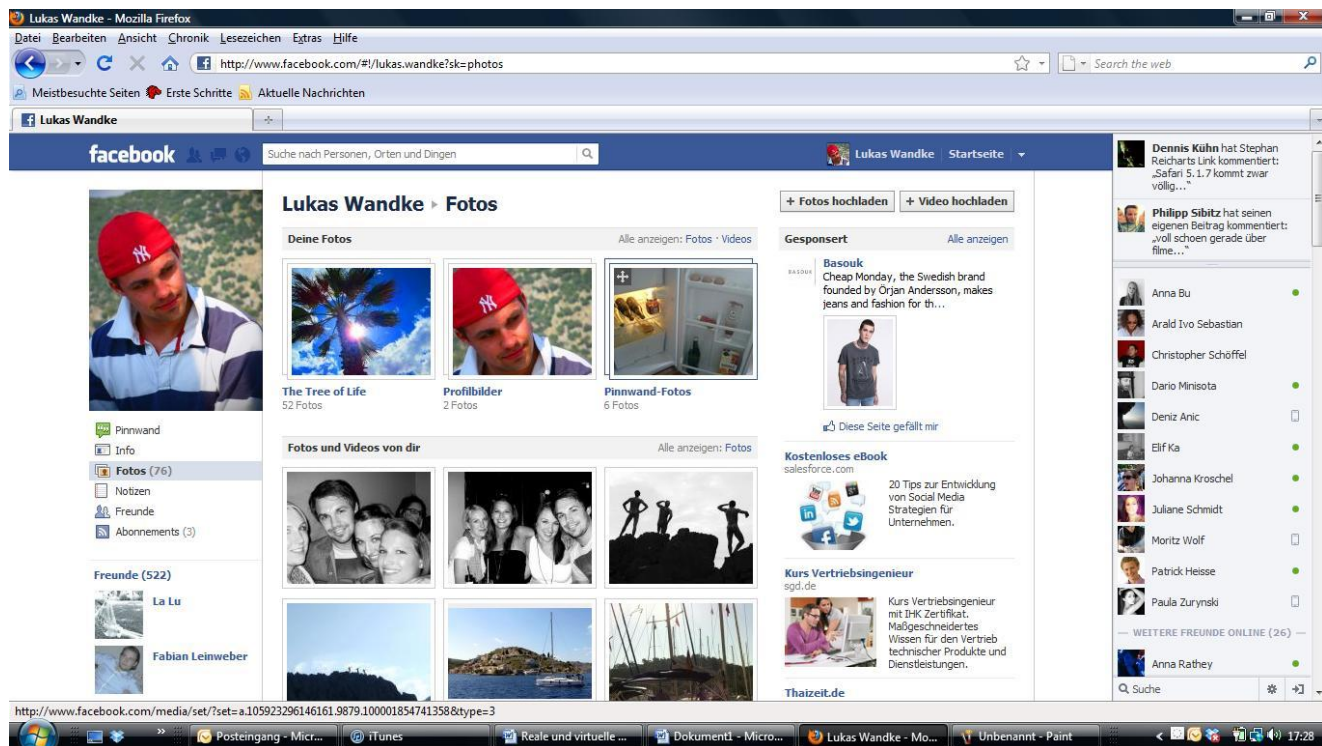 Lukas Wandke - Mozilla Firefox
Datei Bearbeiten Ansicht Chronik Lesezeichen Extras Hilfe
http://www.facebook.com/#!/lukas.wandke?sk=photos
Search the web
Meistbesuchte Seiten Erste Schritte Aktuelle Nachrichten
Lukas Wandke
facebook
Suche nach Personen, Orten und Dingen
Lukas Wandke Startseite
Lukas Wandke ▸ Fotos
+ Fotos hochladen + Video hochladen
Deine Fotos
Alle anzeigen: Fotos · Videos
The Tree of Life
52 Fotos
Profilbilder
2 Fotos
Pinnwand-Fotos
6 Fotos
Pinnwand
Info
Fotos (76)
Notizen
Freunde
Abonnements (3)
Freunde (522)
La Lu
Fabian Leinweber
Fotos und Videos von dir
Alle anzeigen: Fotos
Gesponsert
Alle anzeigen
Basouk
BASOUK
Cheap Monday, the Swedish brand
founded by Örjan Andersson, makes
jeans and fashion for th...
Diese Seite gefällt mir
Kostenloses eBook
salesforce.com
20 Tips zur Entwicklung
von Social Media
Strategien für
Unternehmen.
Kurs Vertriebsingenieur
sgd.de
Kurs Vertriebsingenieur
mit IHK Zertifikat.
Maßgeschneidertes
Wissen für den Vertrieb
technischer Produkte und
Dienstleistungen.
Thaizeit.de
Dennis Kühn hat Stephan
Reicharts Link kommentiert:
„Safari 5.1.7 kommt zwar
völlig..."
Philipp Sibitz hat seinen
eigenen Beitrag kommentiert:
„voll schoen gerade über
filme..."
Anna Bu
Arald Ivo Sebastian
Christopher Schöffel
Dario Minisota
Deniz Anic
Elif Ka
Johanna Kroschel
Juliane Schmidt
Moritz Wolf
Patrick Heisse
Paula Zurynski
WEITERE FREUNDE ONLINE (26)
Anna Rathey
Suche
http://www.facebook.com/media/set/?set=a.105923296146161.9879.100001854741358&type=3
Posteingang - Micr... iTunes Reale und virtuelle ... Dokument1 - Micro... Lukas Wandke - Mo... Unbenannt - Paint 17:28